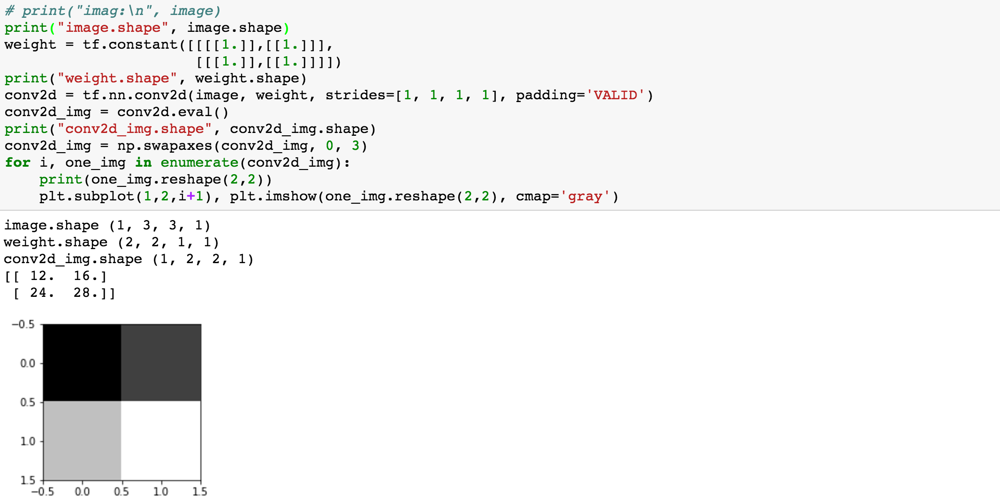 # print("imag:\n", image)
print("image.shape", image.shape)
weight = tf.constant([[[[1.]],[[1.]]],
                      [[[1.]],[[1.]]]])
print("weight.shape", weight.shape)
conv2d = tf.nn.conv2d(image, weight, strides=[1, 1, 1, 1], padding='VALID')
conv2d_img = conv2d.eval()
print("conv2d_img.shape", conv2d_img.shape)
conv2d_img = np.swapaxes(conv2d_img, 0, 3)
for i, one_img in enumerate(conv2d_img):
    print(one_img.reshape(2,2))
    plt.subplot(1,2,i+1), plt.imshow(one_img.reshape(2,2), cmap='gray')
image.shape (1, 3, 3, 1)
weight.shape (2, 2, 1, 1)
conv2d_img.shape (1, 2, 2, 1)
[[ 12.  16.]
 [ 24.  28.]]
−0.5
0.0
0.5
1.0
1.5
−0.5 0.0 0.5 1.0 1.5